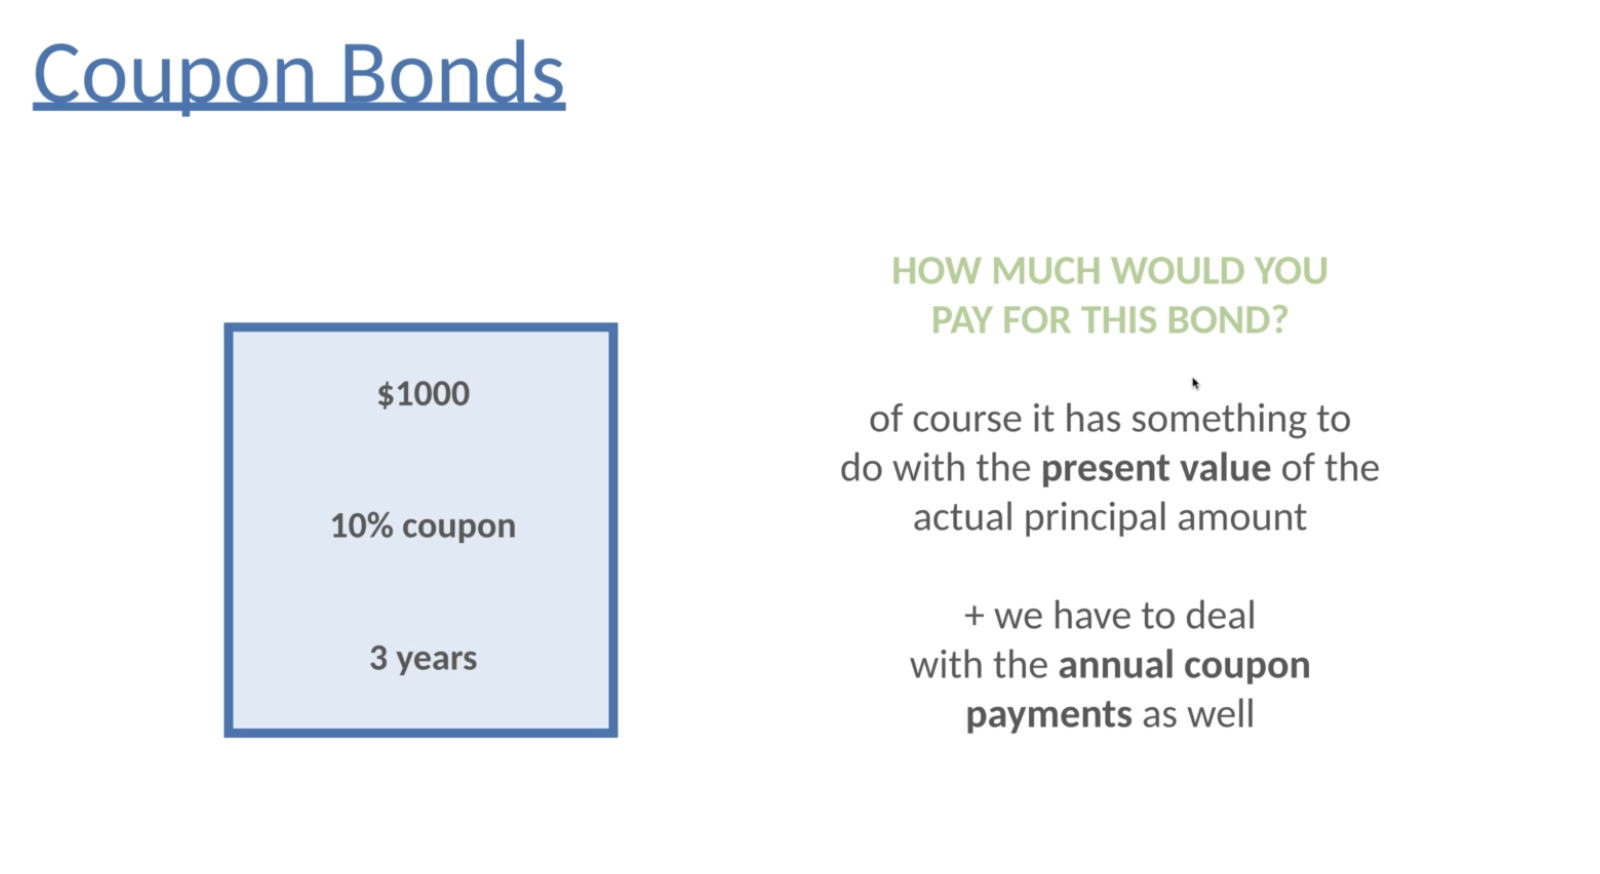 Coupon Bonds
$1000
10% coupon
3 years
HOW MUCH WOULD YOU
PAY FOR THIS BOND?
of course it has something to
do with the present value of the
actual principal amount
+ we have to deal
with the annual coupon
payments as well